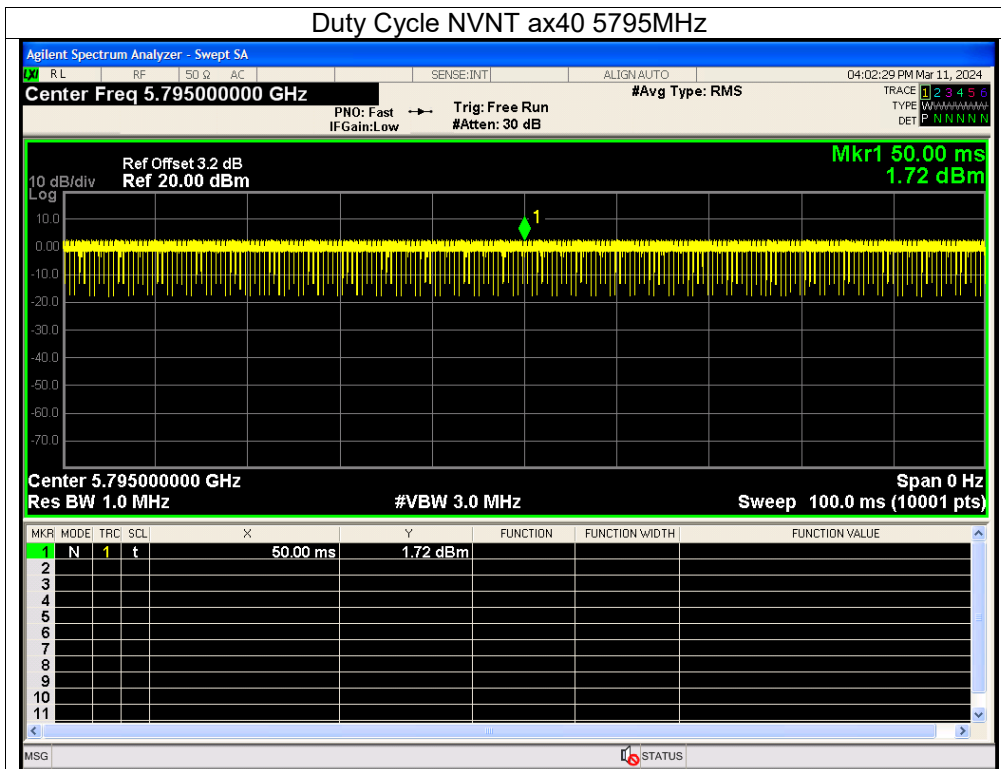 Duty Cycle NVNT ax40 5795MHz
Agilent Spectrum Analyzer - Swept SA
LXI RL RF 50 Ω AC SENSE:INT ALIGN AUTO 04:02:29 PM Mar 11, 2024
Center Freq 5.795000000 GHz #Avg Type: RMS TRACE 1 2 3 4 5 6
PNO: Fast Trig: Free Run TYPE WWWWWW
IFGain:Low #Atten: 30 dB DET P N N N N N
Mkr1 50.00 ms
Ref Offset 3.2 dB
10 dB/div Ref 20.00 dBm 1.72 dBm
Log
10.0
1
0.00
-10.0
-20.0
-30.0
-40.0
-50.0
-60.0
-70.0
Center 5.795000000 GHz Span 0 Hz
Res BW 1.0 MHz #VBW 3.0 MHz Sweep 100.0 ms (10001 pts)
MKR MODE TRC SCL X Y FUNCTION FUNCTION WIDTH FUNCTION VALUE
1 N 1 t 50.00 ms 1.72 dBm
2
3
4
5
6
7
8
9
10
11
MSG STATUS